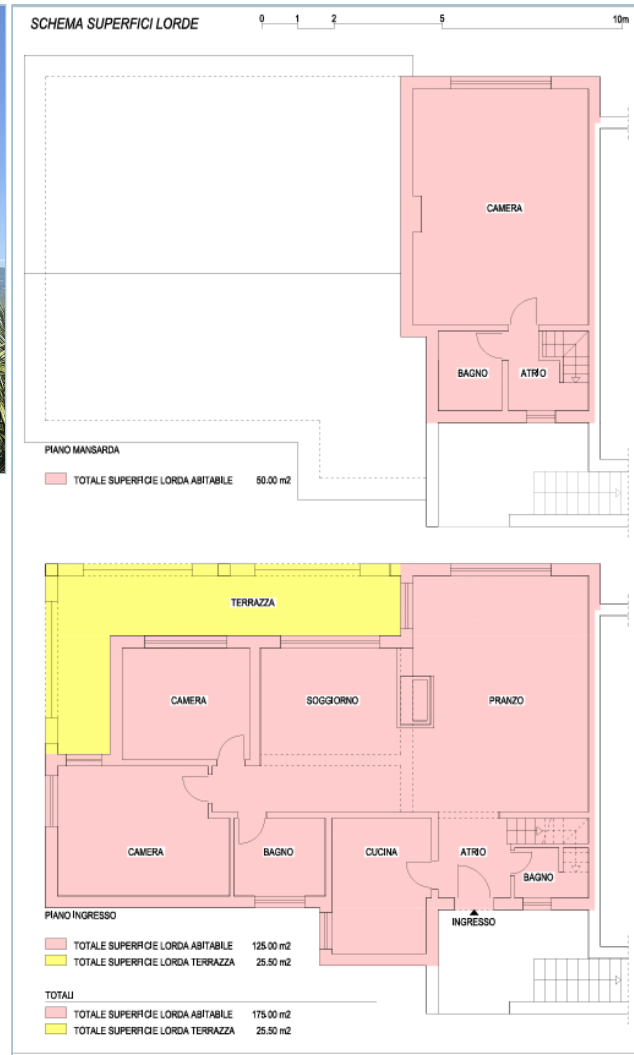 SCHEMA SUPERFICI LORDE
0 1 2 5 10m
CAMERA
BAGNO
ATRIO
PIANO MANSARDA
TOTALE SUPERFICIE LORDA ABITABILE 50.00 m2
TERRAZZA
CAMERA
SOGGIORNO
PRANZO
CAMERA
BAGNO
CUCINA
ATRIO
BAGNO
PIANO INGRESSO
INGRESSO
TOTALE SUPERFICIE LORDA ABITABILE 125.00 m2
TOTALE SUPERFICIE LORDA TERRAZZA 25.50 m2
TOTALI
TOTALE SUPERFICIE LORDA ABITABILE 175.00 m2
TOTALE SUPERFICIE LORDA TERRAZZA 25.50 m2